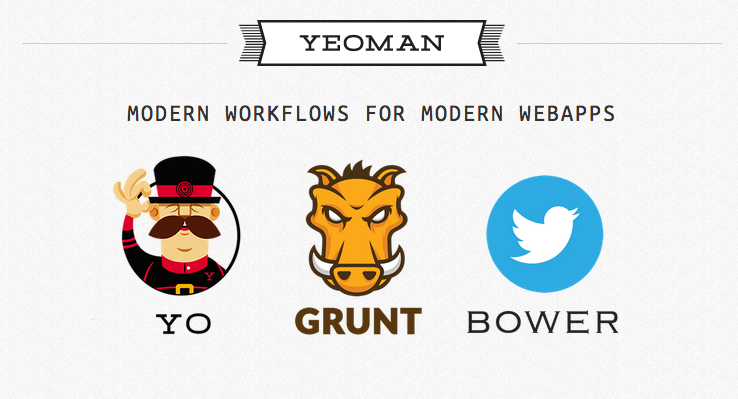 YEOMAN
MODERN WORKFLOWS FOR MODERN WEBAPPS
Y
YO
GRUNT
BOWER